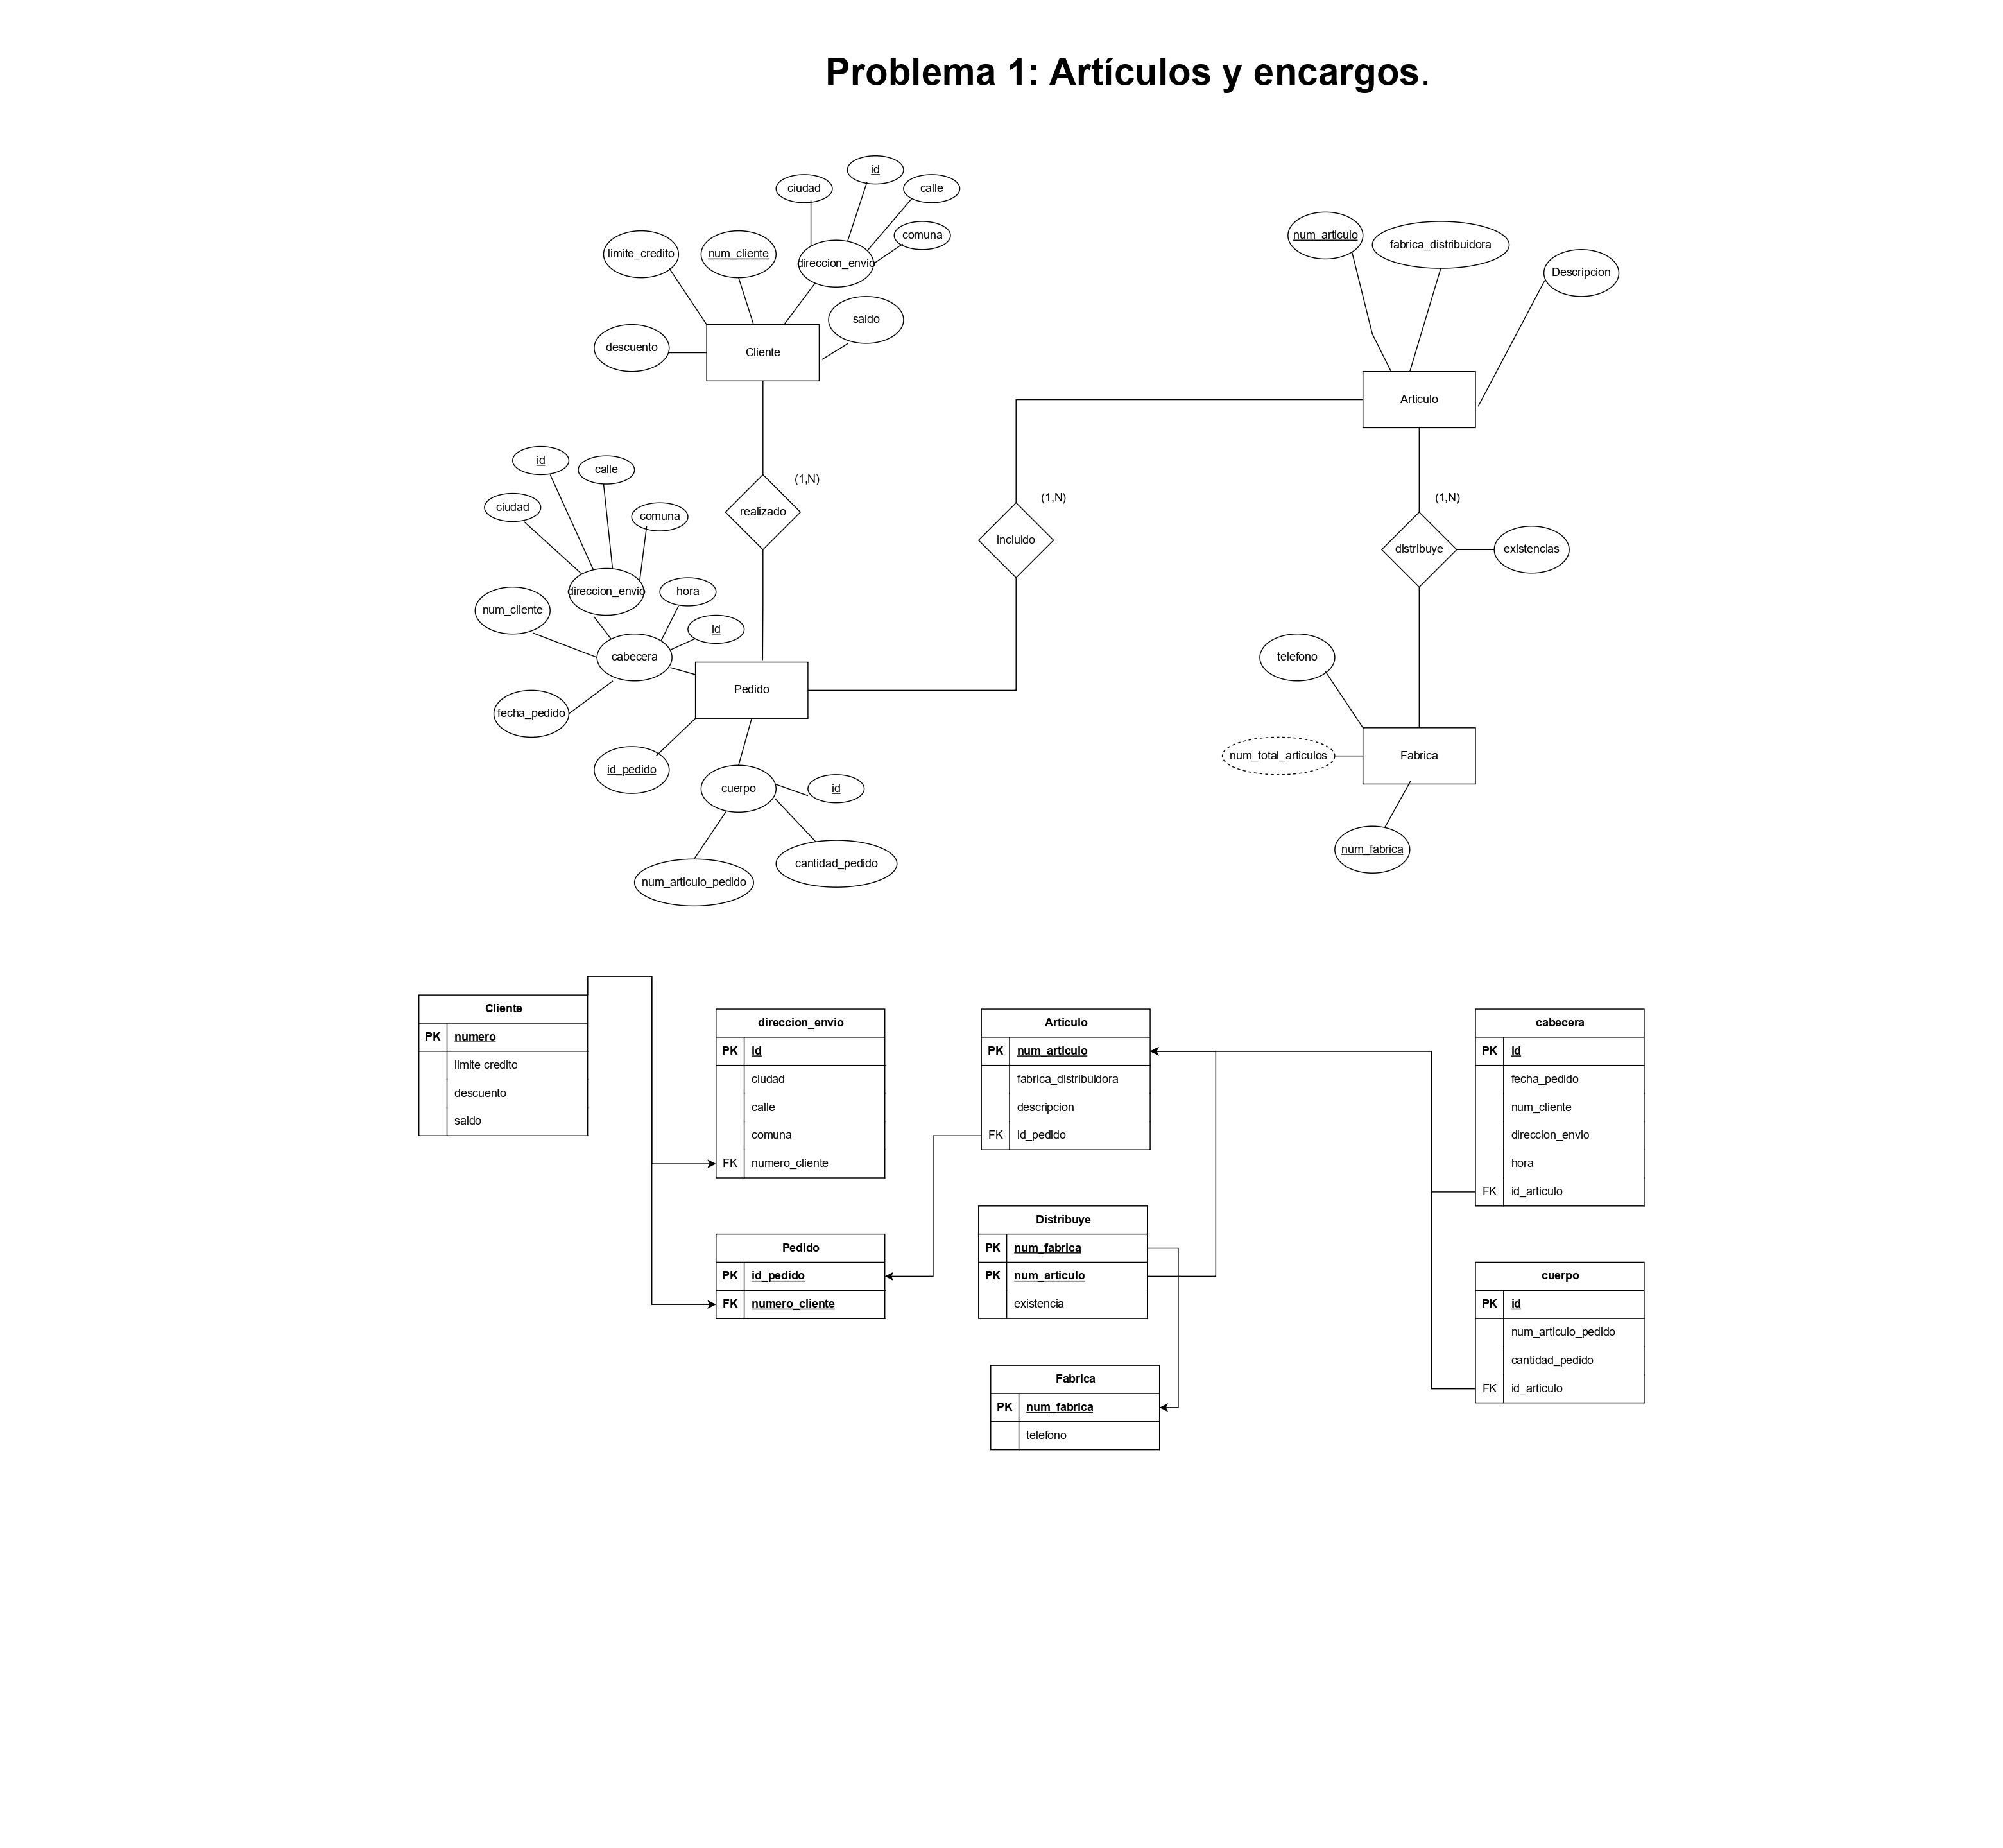 Problema 1: Artículos y encargos.
id
ciudad
calle
comuna
limite_credito
num_cliente
direccion_envio
saldo
descuento
Cliente
num_articulo
fabrica_distribuidora
Descripcion
Articulo
id
calle
ciudad
comuna
(1,N)
realizado
(1,N)
incluido
(1,N)
distribuye
existencias
direccion_envio
hora
num_cliente
id
cabecera
Pedido
fecha_pedido
id_pedido
cuerpo
id
cantidad_pedido
num_articulo_pedido
telefono
num_total_articulos
Fabrica
num_fabrica
Cliente
PK numero
limite credito
descuento
saldo
direccion_envio
PK id
ciudad
calle
comuna
FK numero_cliente
Pedido
PK id_pedido
FK numero_cliente
Articulo
PK num_articulo
fabrica_distribuidora
descripcion
FK id_pedido
Distribuye
PK num_fabrica
PK num_articulo
existencia
Fabrica
PK num_fabrica
telefono
cabecera
PK id
fecha_pedido
num_cliente
direccion_envio
hora
FK id_articulo
cuerpo
PK id
num_articulo_pedido
cantidad_pedido
FK id_articulo